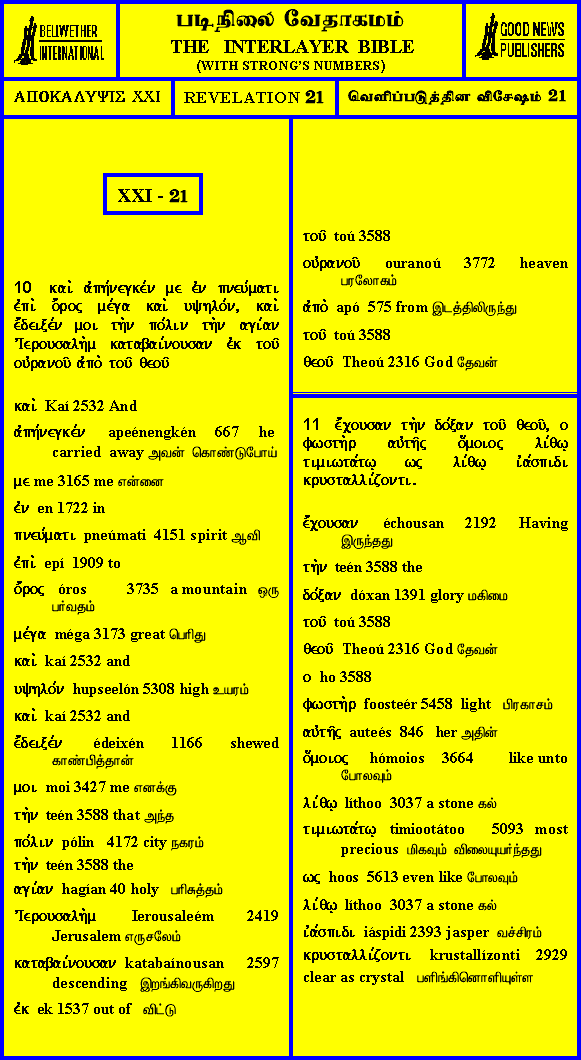 BELLWETHER
INTERNATIONAL
படிநிலை வேதாகமம்
THE INTERLAYER BIBLE
(WITH STRONG'S NUMBERS)
GOOD NEWS
PUBLISHERS
ΑΠΟΚΑΛΥΨΙΣ XXI
REVELATION 21
வெளிப்படுத்தின விசேஷம் 21
XXI - 21
10 καὶ ἀπήνεγκέν με ἐν πνεύματι
ἐπὶ ὄρος μέγα καὶ υψηλόν, καὶ
ἔδειξέν μοι τὴν πόλιν τὴν αγίαν
Ἰερουσαλὴμ καταβαίνουσαν ἐκ τοῦ
οὐρανοῦ ἀπὸ τοῦ θεοῦ
καὶ Kaí 2532 And
ἀπήνεγκέν apeénengkén 667 he
carried away அவன் கொண்டுபோய்
με me 3165 me என்னை
ἐν en 1722 in
πνεύματι pneúmati 4151 spirit ஆவி
ἐπὶ epí 1909 to
ὄρος óros 3735 a mountain ஒரு
பர்வதம்
μέγα méga 3173 great பெரிது
καὶ kaí 2532 and
υψηλόν hupseelón 5308 high உயரம்
καὶ kaí 2532 and
ἔδειξέν édeixén 1166 shewed
காண்பித்தான்
μοι moi 3427 me எனக்கு
τὴν teén 3588 that அந்த
πόλιν pólin 4172 city நகரம்
τὴν teén 3588 the
αγίαν hagían 40 holy பரிசுத்தம்
Ἰερουσαλὴμ Ierousaleém 2419
Jerusalem எருசலேம்
καταβαίνουσαν katabaínousan 2597
descending இறங்கிவருகிறது
ἐκ ek 1537 out of விட்டு
τοῦ toú 3588
οὐρανοῦ ouranoú 3772 heaven
பரலோகம்
ἀπὸ apó 575 from இடத்திலிருந்து
τοῦ toú 3588
θεοῦ Theoú 2316 God தேவன்
11 ἔχουσαν τὴν δόξαν τοῦ θεοῦ, ο
φωστὴρ αὐτῆς ὅμοιος λίθῳ
τιμιωτάτῳ ως λίθῳ ἰάσπιδι
κρυσταλλίζοντι.
ἔχουσαν échousan 2192 Having
இருந்தது
τὴν teén 3588 the
δόξαν dóxan 1391 glory மகிமை
τοῦ toú 3588
θεοῦ Theoú 2316 God தேவன்
ο ho 3588
φωστὴρ foosteér 5458 light பிரகாசம்
αὐτῆς auteés 846 her அதின்
ὅμοιος hómoios 3664 like unto
போலவும்
λίθῳ líthoo 3037 a stone கல்
τιμιωτάτῳ timiootátoo 5093 most
precious மிகவும் விலையுயர்ந்தது
ως hoos 5613 even like போலவும்
λίθῳ líthoo 3037 a stone கல்
ἰάσπιδι iáspidi 2393 jasper வச்சிரம்
κρυσταλλίζοντι krustallízonti 2929
clear as crystal பளிங்கினொளியுள்ள